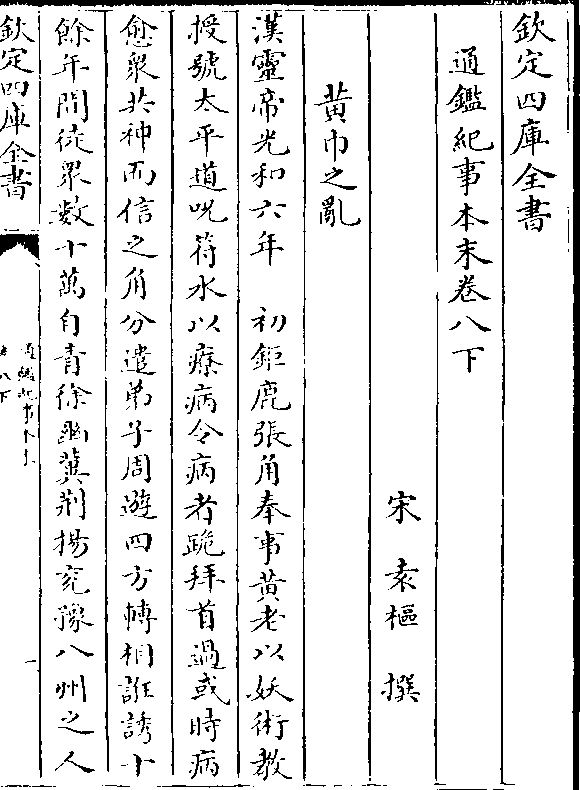 欽定四庫全書
通鑑紀事本末卷八下
宋 袁樞 撰
黄巾之亂
漢靈帝光和六年 初鉅鹿張角奉事黄老以妖術教
授號太平道呪符水以療病令病者跪拜首過或時病
愈衆共神而信之角分遣弟子周遊四方轉相誑誘十
餘年間徒衆數十萬自青徐幽冀荆揚兖豫八州之人
欽定四庫全書
通鑑紀事本末
卷八下
一